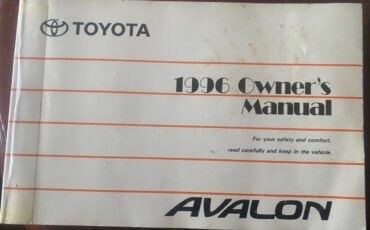 TOYOTA
1996 Owner's
Manual
For your safety and comfort,
read carefully and keep in the vehicle.
AVALON